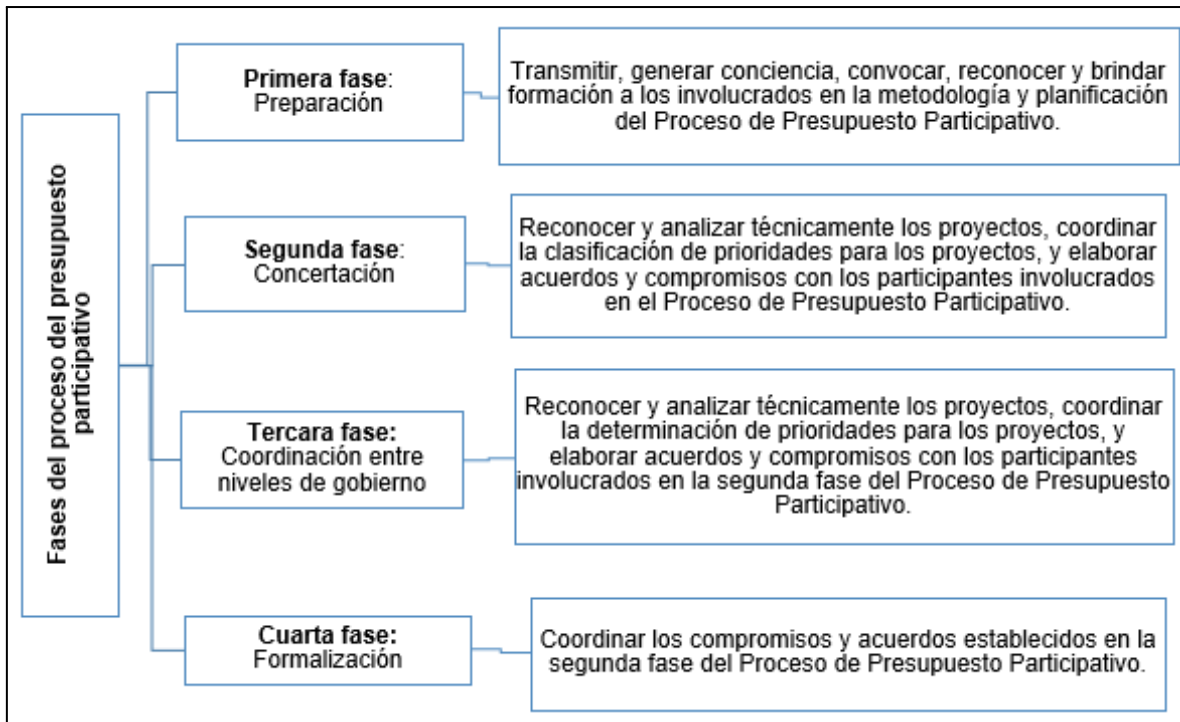 Fases del proceso del presupuesto
participativo
Primera fase:
Preparación
Transmitir, generar conciencia, convocar, reconocer y brindar
formación a los involucrados en la metodología y planificación
del Proceso de Presupuesto Participativo.
Segunda fase:
Concertación
Reconocer y analizar técnicamente los proyectos, coordinar
la clasificación de prioridades para los proyectos, y elaborar
acuerdos y compromisos con los participantes involucrados
en el Proceso de Presupuesto Participativo.
Tercara fase:
Coordinación entre
niveles de gobierno
Reconocer y analizar técnicamente los proyectos, coordinar
la determinación de prioridades para los proyectos, y
elaborar acuerdos y compromisos con los participantes
involucrados en la segunda fase del Proceso de Presupuesto
Participativo.
Cuarta fase:
Formalización
Coordinar los compromisos y acuerdos establecidos en la
segunda fase del Proceso de Presupuesto Participativo.